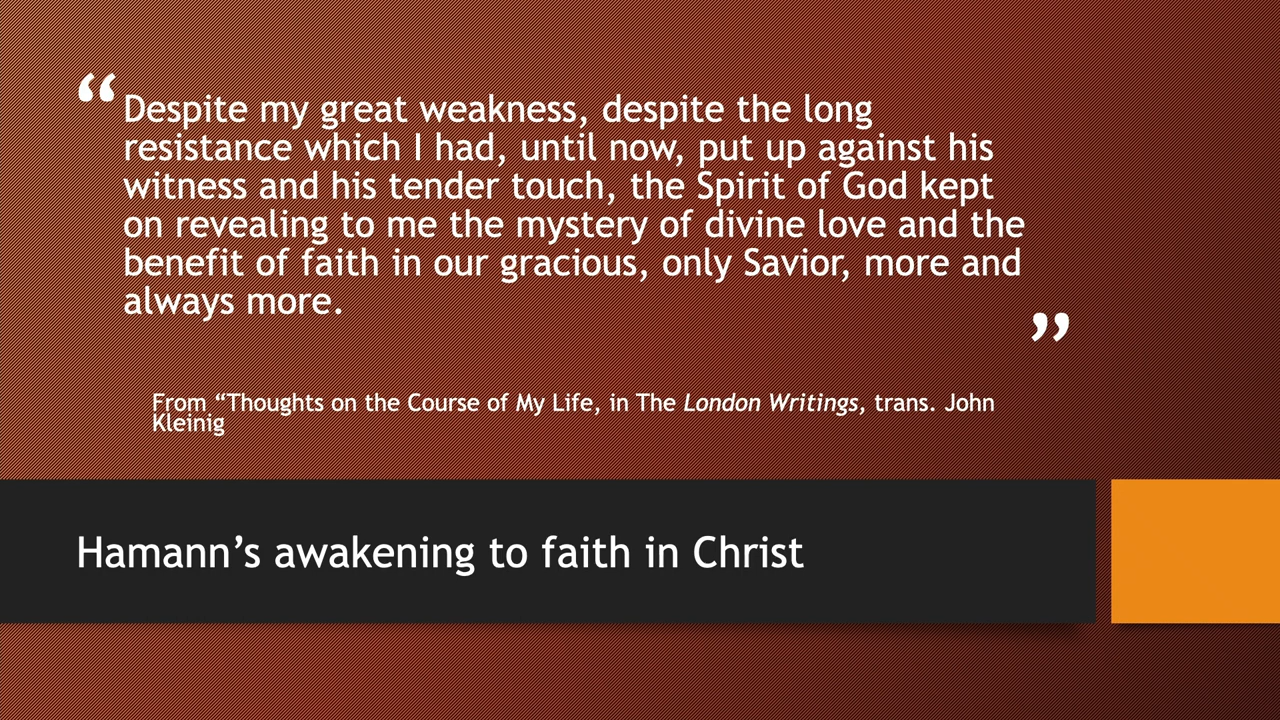 “Despite my great weakness, despite the long
resistance which I had, until now, put up against his
witness and his tender touch, the Spirit of God kept
on revealing to me the mystery of divine love and the
benefit of faith in our gracious, only Savior, more and
always more.
”
From “Thoughts on the Course of My Life, in The London Writings, trans. John
Kleinig
Hamann’s awakening to faith in Christ